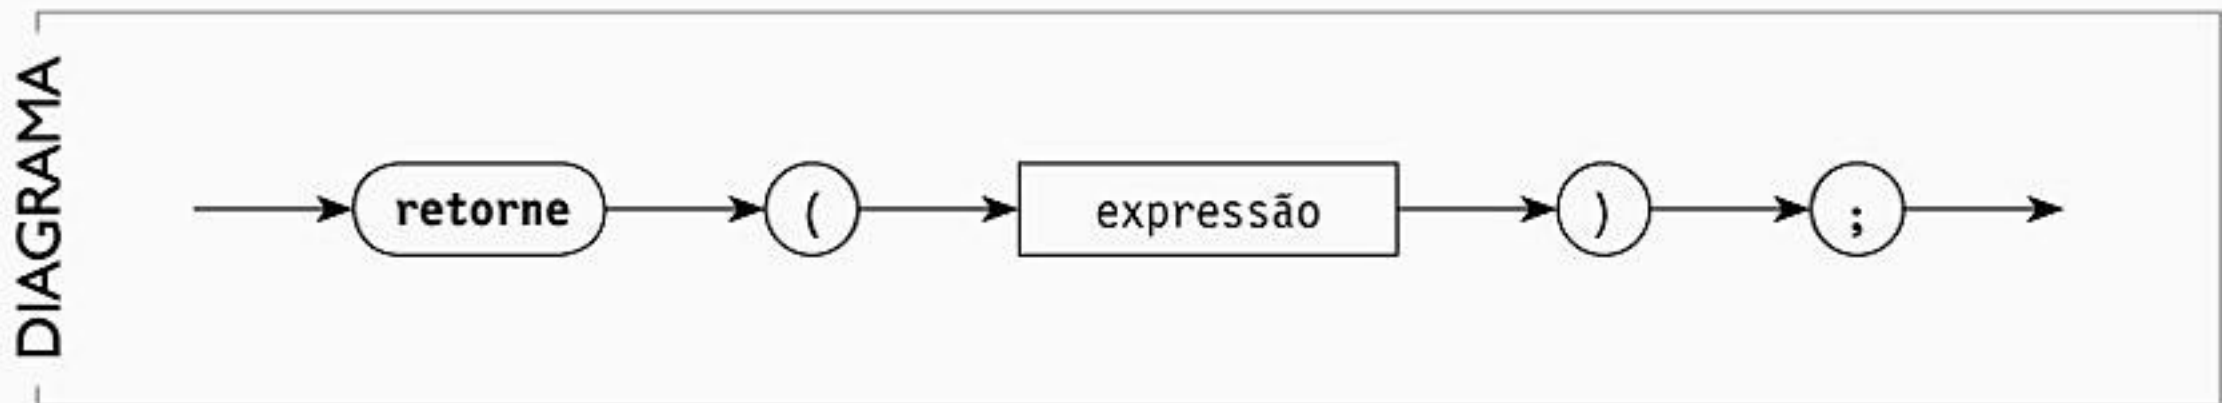 DIAGRAMA
retorne ( expressão ) ;